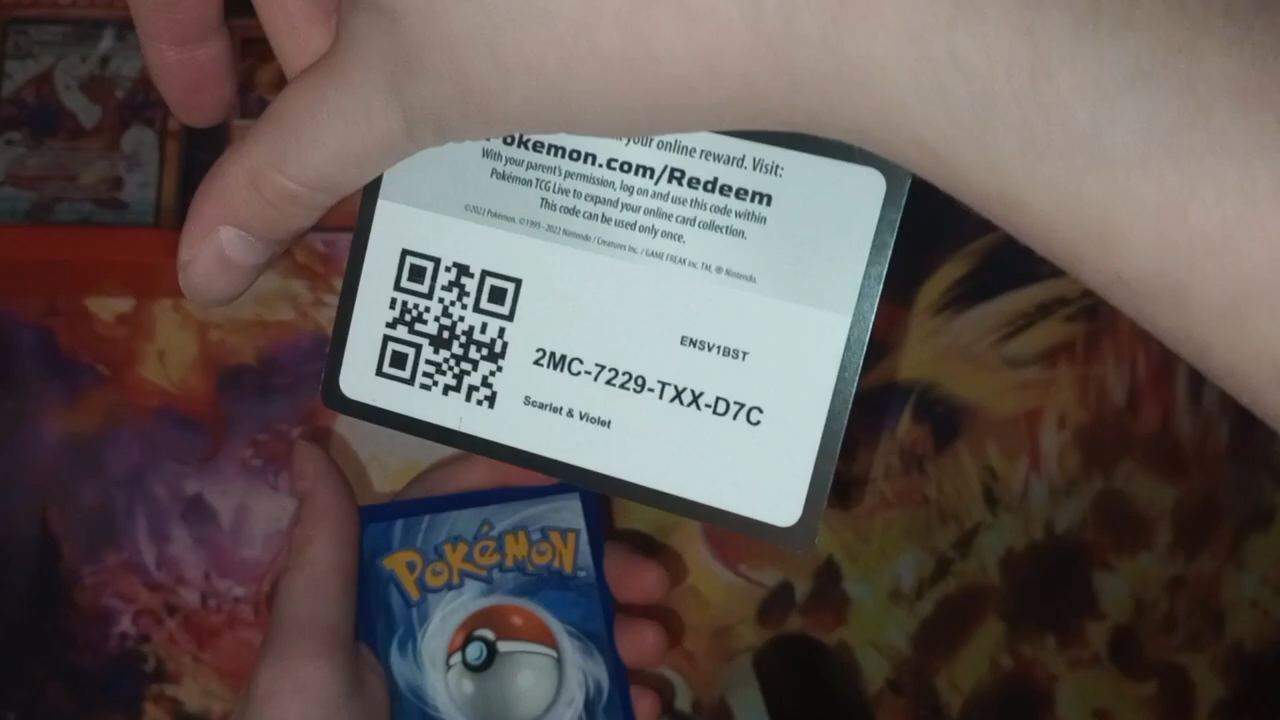 your online reward. Visit:
Pokemon.com/Redeem
With your parent's permission, log on and use this code within
Pokémon TCG Live to expand your online card collection.
This code can be used only once.
©2022 Pokémon. ©1995-2022 Nintendo / Creatures Inc. / GAME FREAK inc. TM, ® Nintendo.
ENSV1BST
2MC-7229-TXX-D7C
Scarlet & Violet
POKéMON